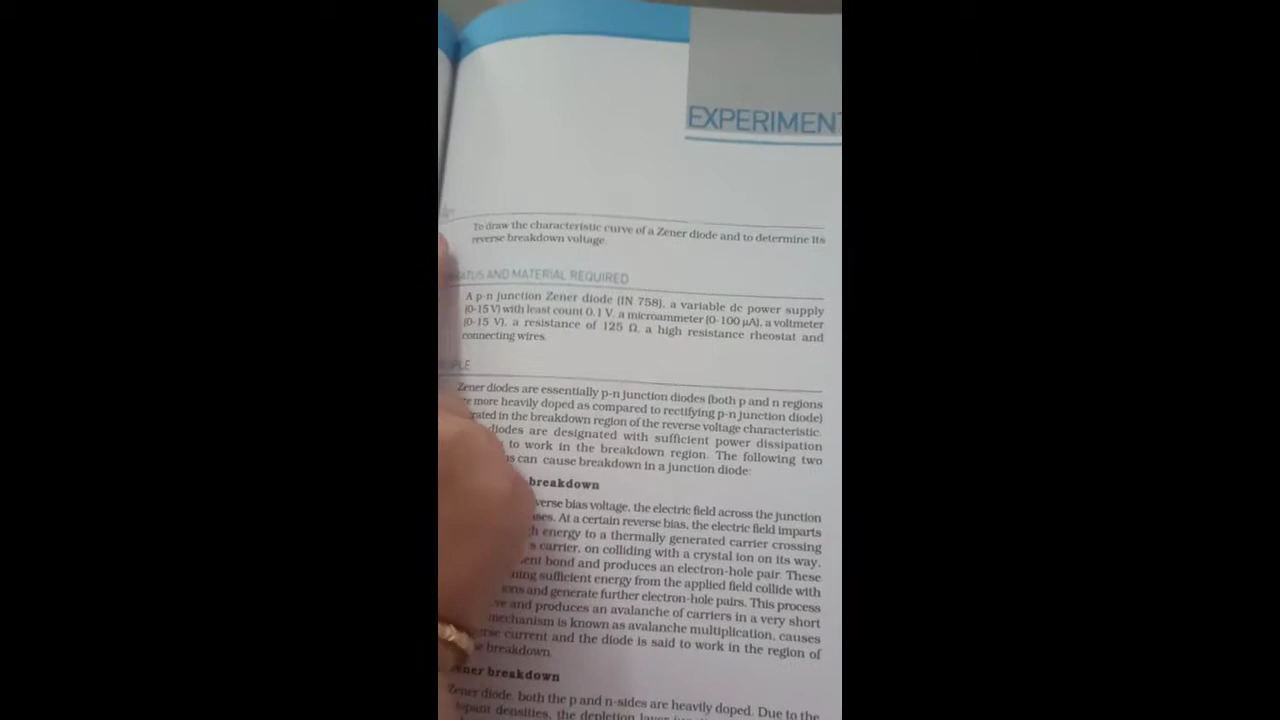 EXPERIMEN
To draw the characteristic curve of a Zener diode and to determine its
reverse breakdown voltage.
ATUS AND MATERIAL REQUIRED
A p-n junction Zener diode (IN 758), a variable dc power supply
(0-15 V) with least count 0.1 V, a microammeter (0-100 μA), a voltmeter
(0-15 V), a resistance of 125 Ω, a high resistance rheostat and
connecting wires.
PLE
Zener diodes are essentially p-n junction diodes (both p and n regions
re more heavily doped as compared to rectifying p-n junction diode)
rated in the breakdown region of the reverse voltage characteristic.
diodes are designated with sufficient power dissipation
to work in the breakdown region. The following two
s can cause breakdown in a junction diode:
breakdown
verse bias voltage, the electric field across the junction
ases. At a certain reverse bias, the electric field imparts
h energy to a thermally generated carrier crossing
s carrier, on colliding with a crystal ion on its way,
ent bond and produces an electron-hole pair. These
ning sufficient energy from the applied field collide with
ions and generate further electron-hole pairs. This process
ve and produces an avalanche of carriers in a very short
mechanism is known as avalanche multiplication, causes
rse current and the diode is said to work in the region of
e breakdown.
ener breakdown
Zener diode, both the p and n-sides are heavily doped. Due to the
opant densities, the depletion layer